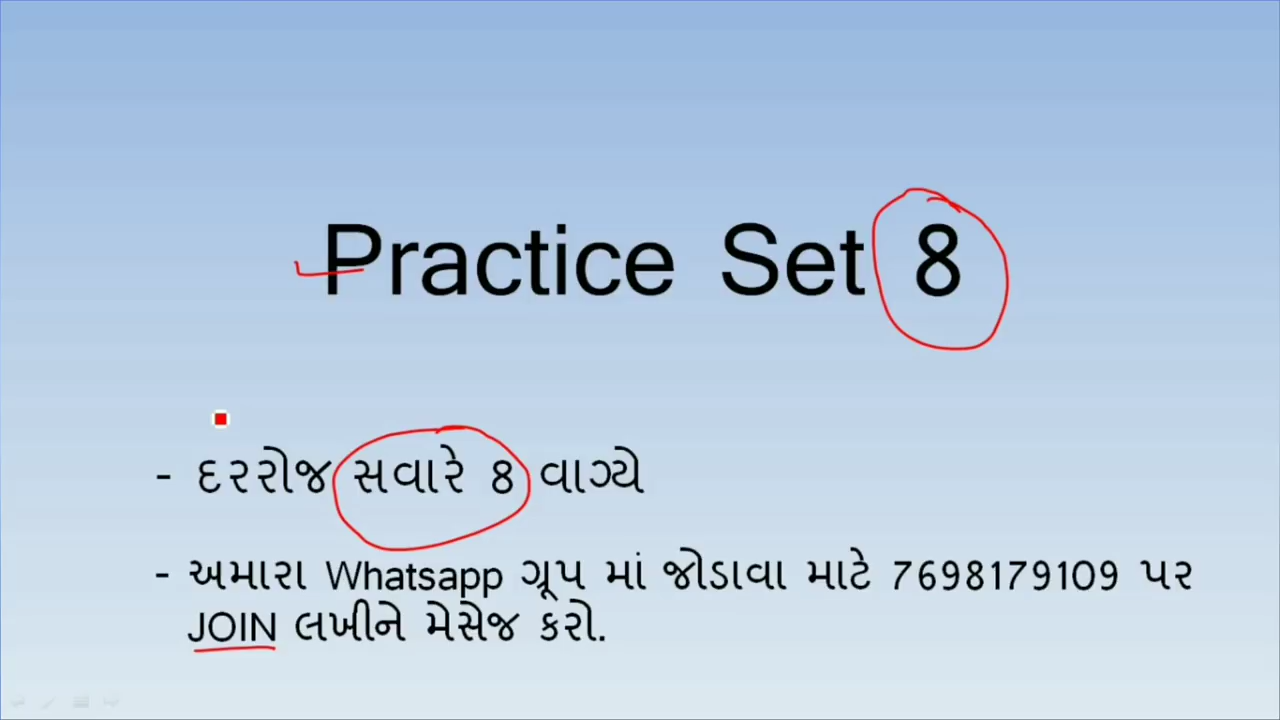 Practice Set 8
- દરરોજ સવારે 8 વાગ્યે
- અમારા Whatsapp ગ્રૂપ માં જોડાવા માટે 7698179109 પર
JOIN લખીને મેસેજ કરો.